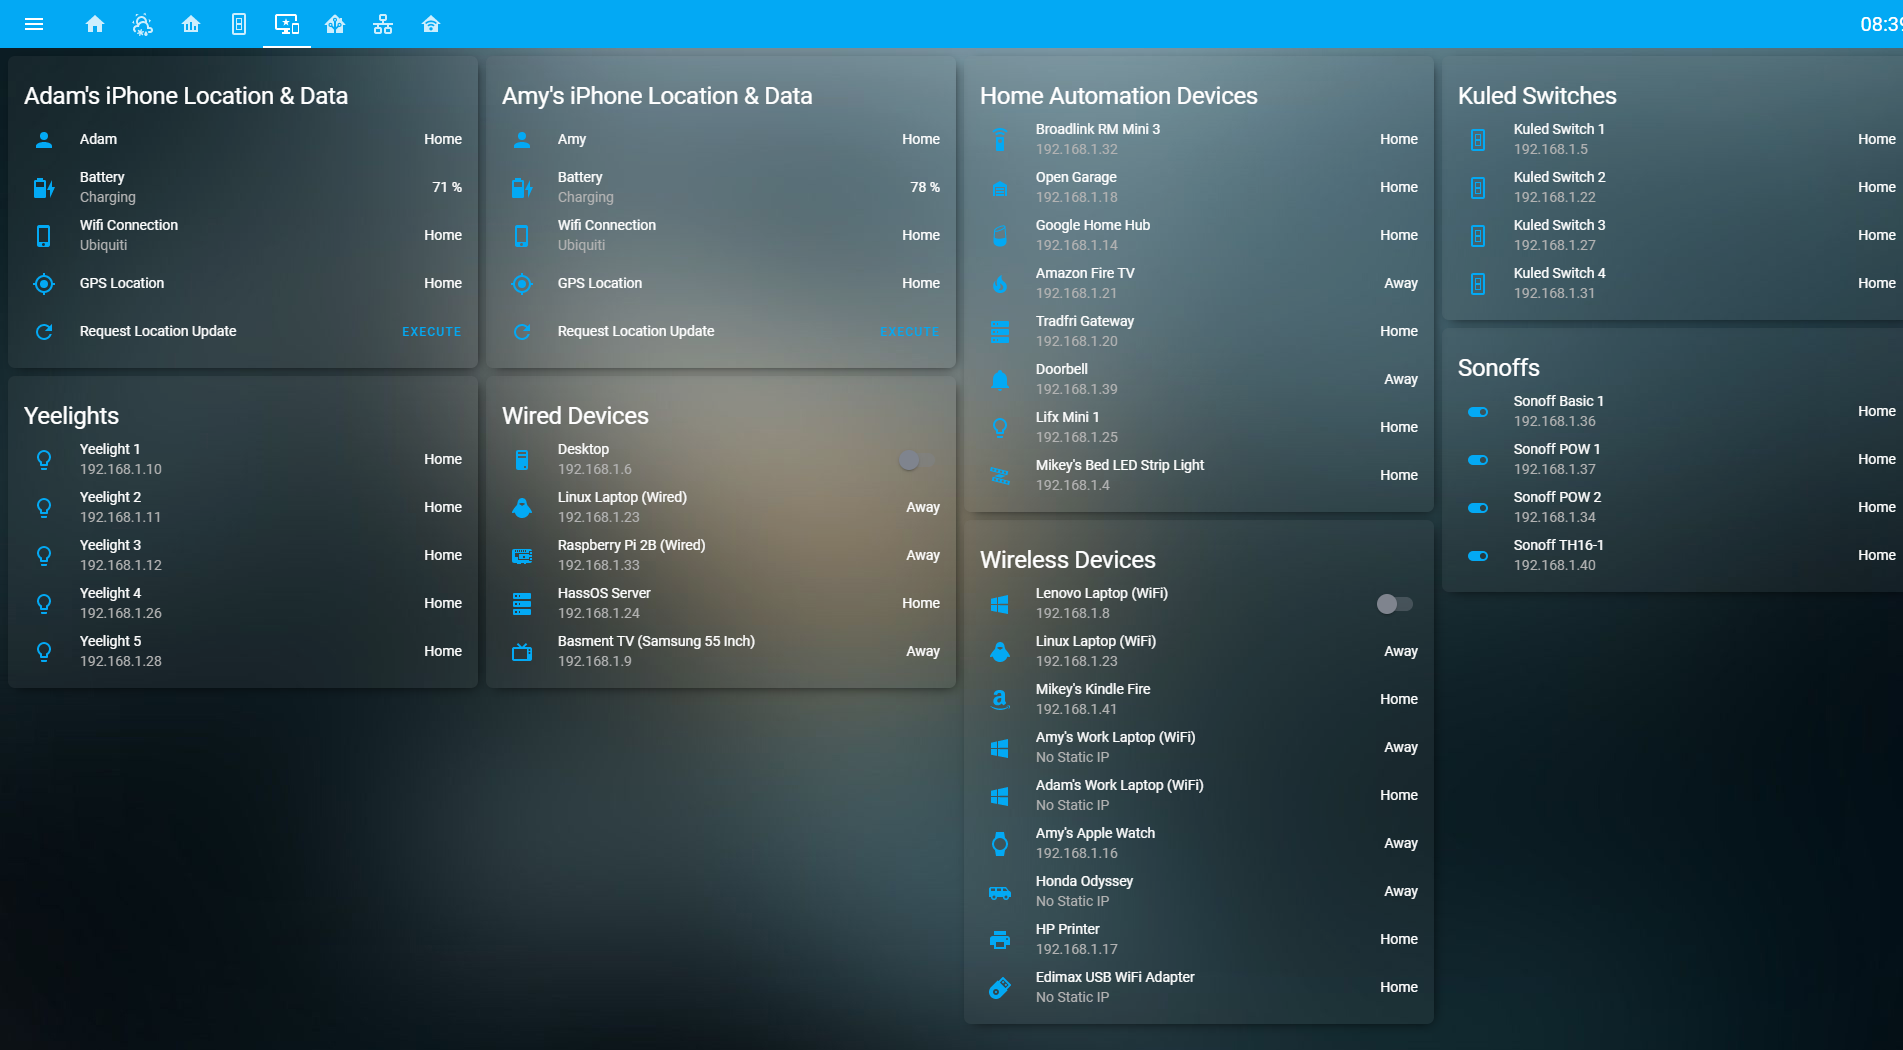 08:39
Adam's iPhone Location & Data
Adam
Home
Battery
Charging
71 %
Wifi Connection
Ubiquiti
Home
GPS Location
Home
Request Location Update
EXECUTE
Yeelights
Yeelight 1
192.168.1.10
Home
Yeelight 2
192.168.1.11
Home
Yeelight 3
192.168.1.12
Home
Yeelight 4
192.168.1.26
Home
Yeelight 5
192.168.1.28
Home
Amy's iPhone Location & Data
Amy
Home
Battery
Charging
78 %
Wifi Connection
Ubiquiti
Home
GPS Location
Home
Request Location Update
EXECUTE
Wired Devices
Desktop
192.168.1.6
Linux Laptop (Wired)
192.168.1.23
Away
Raspberry Pi 2B (Wired)
192.168.1.33
Away
HassOS Server
192.168.1.24
Home
Basment TV (Samsung 55 Inch)
192.168.1.9
Away
Home Automation Devices
Broadlink RM Mini 3
192.168.1.32
Home
Open Garage
192.168.1.18
Home
Google Home Hub
192.168.1.14
Home
Amazon Fire TV
192.168.1.21
Away
Tradfri Gateway
192.168.1.20
Home
Doorbell
192.168.1.39
Away
Lifx Mini 1
192.168.1.25
Home
Mikey's Bed LED Strip Light
192.168.1.4
Home
Wireless Devices
Lenovo Laptop (WiFi)
192.168.1.8
Linux Laptop (WiFi)
192.168.1.23
Away
Mikey's Kindle Fire
192.168.1.41
Home
Amy's Work Laptop (WiFi)
No Static IP
Away
Adam's Work Laptop (WiFi)
No Static IP
Home
Amy's Apple Watch
192.168.1.16
Away
Honda Odyssey
No Static IP
Away
HP Printer
192.168.1.17
Home
Edimax USB WiFi Adapter
No Static IP
Home
Kuled Switches
Kuled Switch 1
192.168.1.5
Home
Kuled Switch 2
192.168.1.22
Home
Kuled Switch 3
192.168.1.27
Home
Kuled Switch 4
192.168.1.31
Home
Sonoffs
Sonoff Basic 1
192.168.1.36
Home
Sonoff POW 1
192.168.1.37
Home
Sonoff POW 2
192.168.1.34
Home
Sonoff TH16-1
192.168.1.40
Home